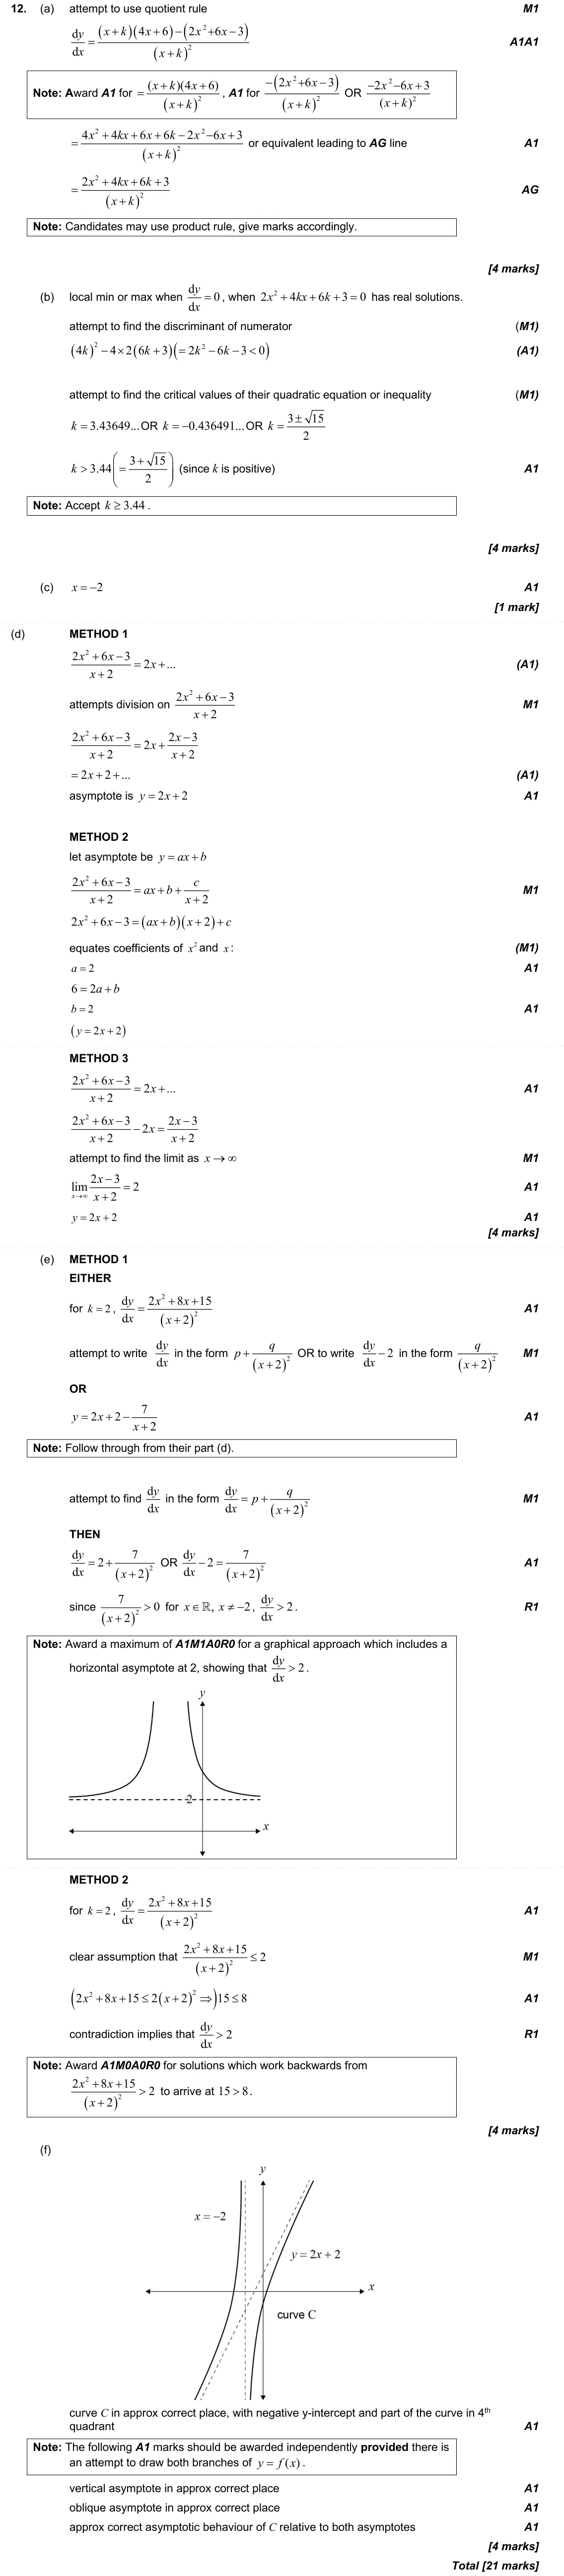 12. (a) attempt to use quotient rule M1
dy/dx = ((x+k)(4x+6)−(2x²+6x−3))/(x+k)² A1A1
Note: Award A1 for = (x+k)(4x+6)/(x+k)², A1 for −(2x²+6x−3)/(x+k)² OR (−2x²−6x+3)/(x+k)²
= (4x²+4kx+6x+6k−2x²−6x+3)/(x+k)² or equivalent leading to AG line A1
= (2x²+4kx+6k+3)/(x+k)² AG
Note: Candidates may use product rule, give marks accordingly.
[4 marks]
(b) local min or max when dy/dx = 0, when 2x²+4kx+6k+3=0 has real solutions.
attempt to find the discriminant of numerator (M1)
(4k)²−4×2(6k+3)(=2k²−6k−3<0) (A1)
attempt to find the critical values of their quadratic equation or inequality (M1)
k=3.43649...OR k=−0.436491...OR k=(3±√15)/2
k>3.44(=(3+√15)/2) (since k is positive) A1
Note: Accept k≥3.44.
[4 marks]
(c) x=−2 A1
[1 mark]
(d) METHOD 1
(2x²+6x−3)/(x+2)=2x+... (A1)
attempts division on (2x²+6x−3)/(x+2) M1
(2x²+6x−3)/(x+2)=2x+(2x−3)/(x+2)
=2x+2+... (A1)
asymptote is y=2x+2 A1
METHOD 2
let asymptote be y=ax+b
(2x²+6x−3)/(x+2)=ax+b+c/(x+2) M1
2x²+6x−3=(ax+b)(x+2)+c
equates coefficients of x² and x: (M1)
a=2 A1
6=2a+b
b=2 A1
(y=2x+2)
METHOD 3
(2x²+6x−3)/(x+2)=2x+... A1
(2x²+6x−3)/(x+2)−2x=(2x−3)/(x+2)
attempt to find the limit as x→∞ M1
lim x→∞ (2x−3)/(x+2)=2 A1
y=2x+2 A1
[4 marks]
(e) METHOD 1
EITHER
for k=2, dy/dx=(2x²+8x+15)/(x+2)² A1
attempt to write dy/dx in the form p+q/(x+2)² OR to write dy/dx−2 in the form q/(x+2)² M1
OR
y=2x+2−7/(x+2) A1
Note: Follow through from their part (d).
attempt to find dy/dx in the form dy/dx=p+q/(x+2)² M1
THEN
dy/dx=2+7/(x+2)² OR dy/dx−2=7/(x+2)² A1
since 7/(x+2)²>0 for x∈ℝ, x≠−2, dy/dx>2. R1
Note: Award a maximum of A1M1A0R0 for a graphical approach which includes a
horizontal asymptote at 2, showing that dy/dx>2.
y
2
x
METHOD 2
for k=2, dy/dx=(2x²+8x+15)/(x+2)² A1
clear assumption that (2x²+8x+15)/(x+2)²≤2 M1
(2x²+8x+15≤2(x+2)²⇒)15≤8 A1
contradiction implies that dy/dx>2 R1
Note: Award A1M0A0R0 for solutions which work backwards from
(2x²+8x+15)/(x+2)²>2 to arrive at 15>8.
[4 marks]
(f)
y
x=−2
y=2x+2
x
curve C
curve C in approx correct place, with negative y-intercept and part of the curve in 4th
quadrant A1
Note: The following A1 marks should be awarded independently provided there is
an attempt to draw both branches of y=f(x).
vertical asymptote in approx correct place A1
oblique asymptote in approx correct place A1
approx correct asymptotic behaviour of C relative to both asymptotes A1
[4 marks]
Total [21 marks]